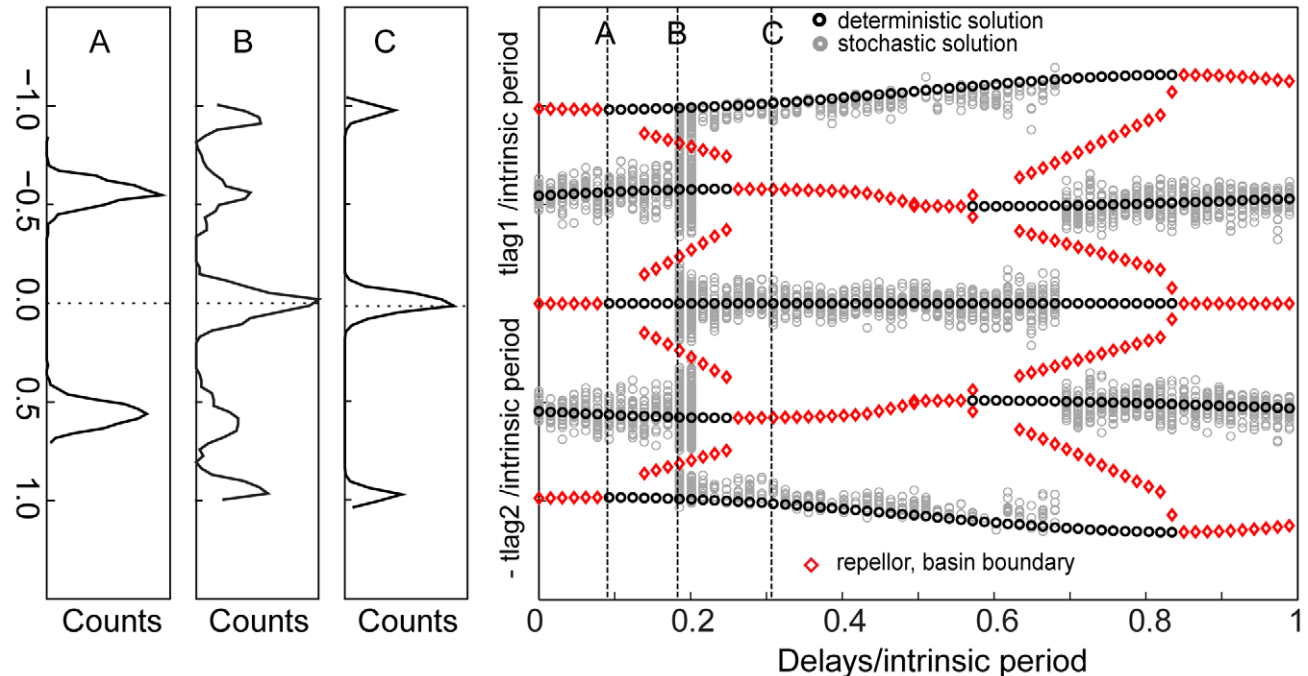 A
B
C
−1.0
−0.5
0.0
0.5
1.0
Counts
Counts
Counts
A
B
C
deterministic solution
stochastic solution
tlag1 /intrinsic period
- tlag2 /intrinsic period
repellor, basin boundary
0
0.2
0.4
0.6
0.8
1
Delays/intrinsic period